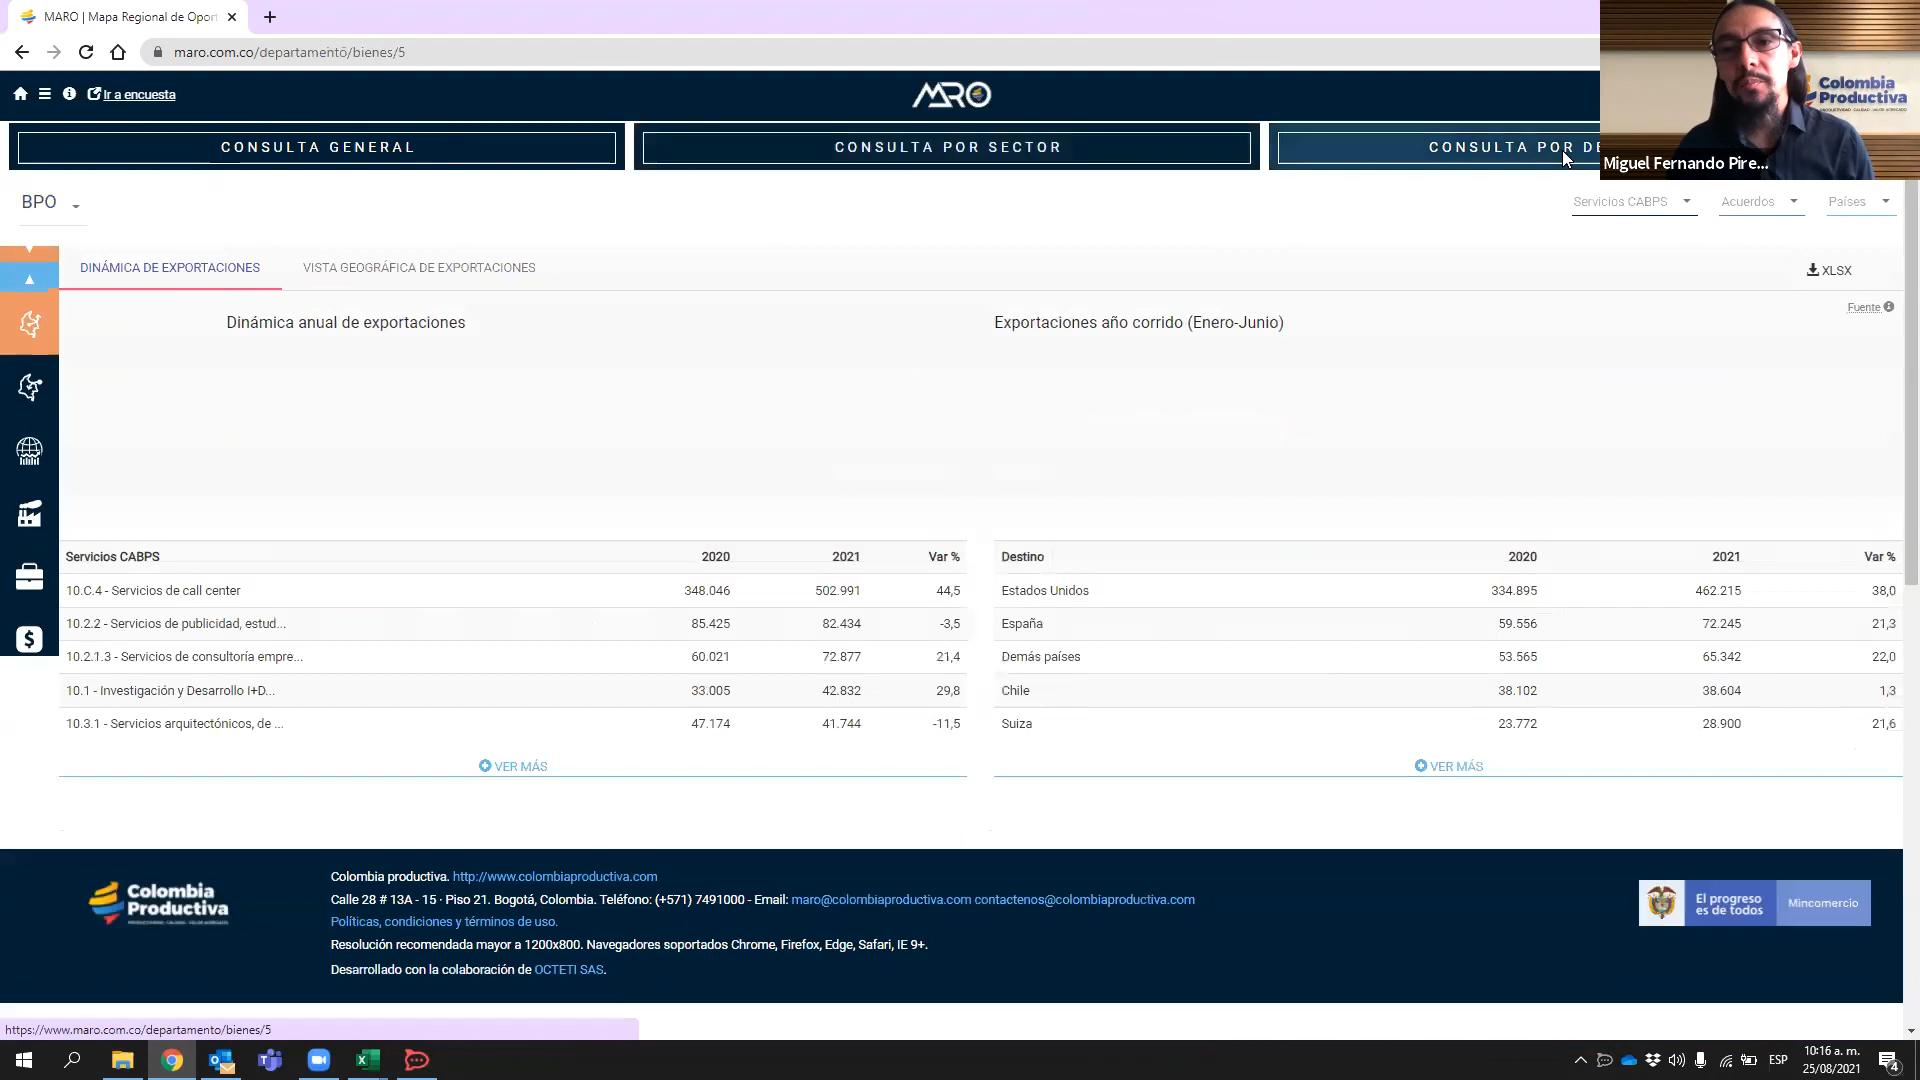 MARO | Mapa Regional de Oport
maro.com.co/departamento/bienes/5
Ir a encuesta
MRO
CONSULTA GENERAL
CONSULTA POR SECTOR
CONSULTA POR DE
Colombia
Productiva
Miguel Fernando Pire...
BPO
Servicios CABPS
Acuerdos
Países
DINÁMICA DE EXPORTACIONES
VISTA GEOGRÁFICA DE EXPORTACIONES
XLSX
Fuente
Dinámica anual de exportaciones
Exportaciones año corrido (Enero-Junio)
Servicios CABPS 2020 2021 Var %
10.C.4 - Servicios de call center 348.046 502.991 44,5
10.2.2 - Servicios de publicidad, estud... 85.425 82.434 -3,5
10.2.1.3 - Servicios de consultoría empre... 60.021 72.877 21,4
10.1 - Investigación y Desarrollo I+D... 33.005 42.832 29,8
10.3.1 - Servicios arquitectónicos, de ... 47.174 41.744 -11,5
VER MÁS
Destino 2020 2021 Var %
Estados Unidos 334.895 462.215 38,0
España 59.556 72.245 21,3
Demás países 53.565 65.342 22,0
Chile 38.102 38.604 1,3
Suiza 23.772 28.900 21,6
VER MÁS
Colombia
Productiva
Colombia productiva. http://www.colombiaproductiva.com
Calle 28 # 13A - 15 · Piso 21. Bogotá, Colombia. Teléfono: (+571) 7491000 - Email: maro@colombiaproductiva.com contactenos@colombiaproductiva.com
Políticas, condiciones y términos de uso.
Resolución recomendada mayor a 1200x800. Navegadores soportados Chrome, Firefox, Edge, Safari, IE 9+.
Desarrollado con la colaboración de OCTETI SAS.
El progreso
es de todos
Mincomercio
https://www.maro.com.co/departamento/bienes/5
ESP
10:16 a. m.
25/08/2021
4